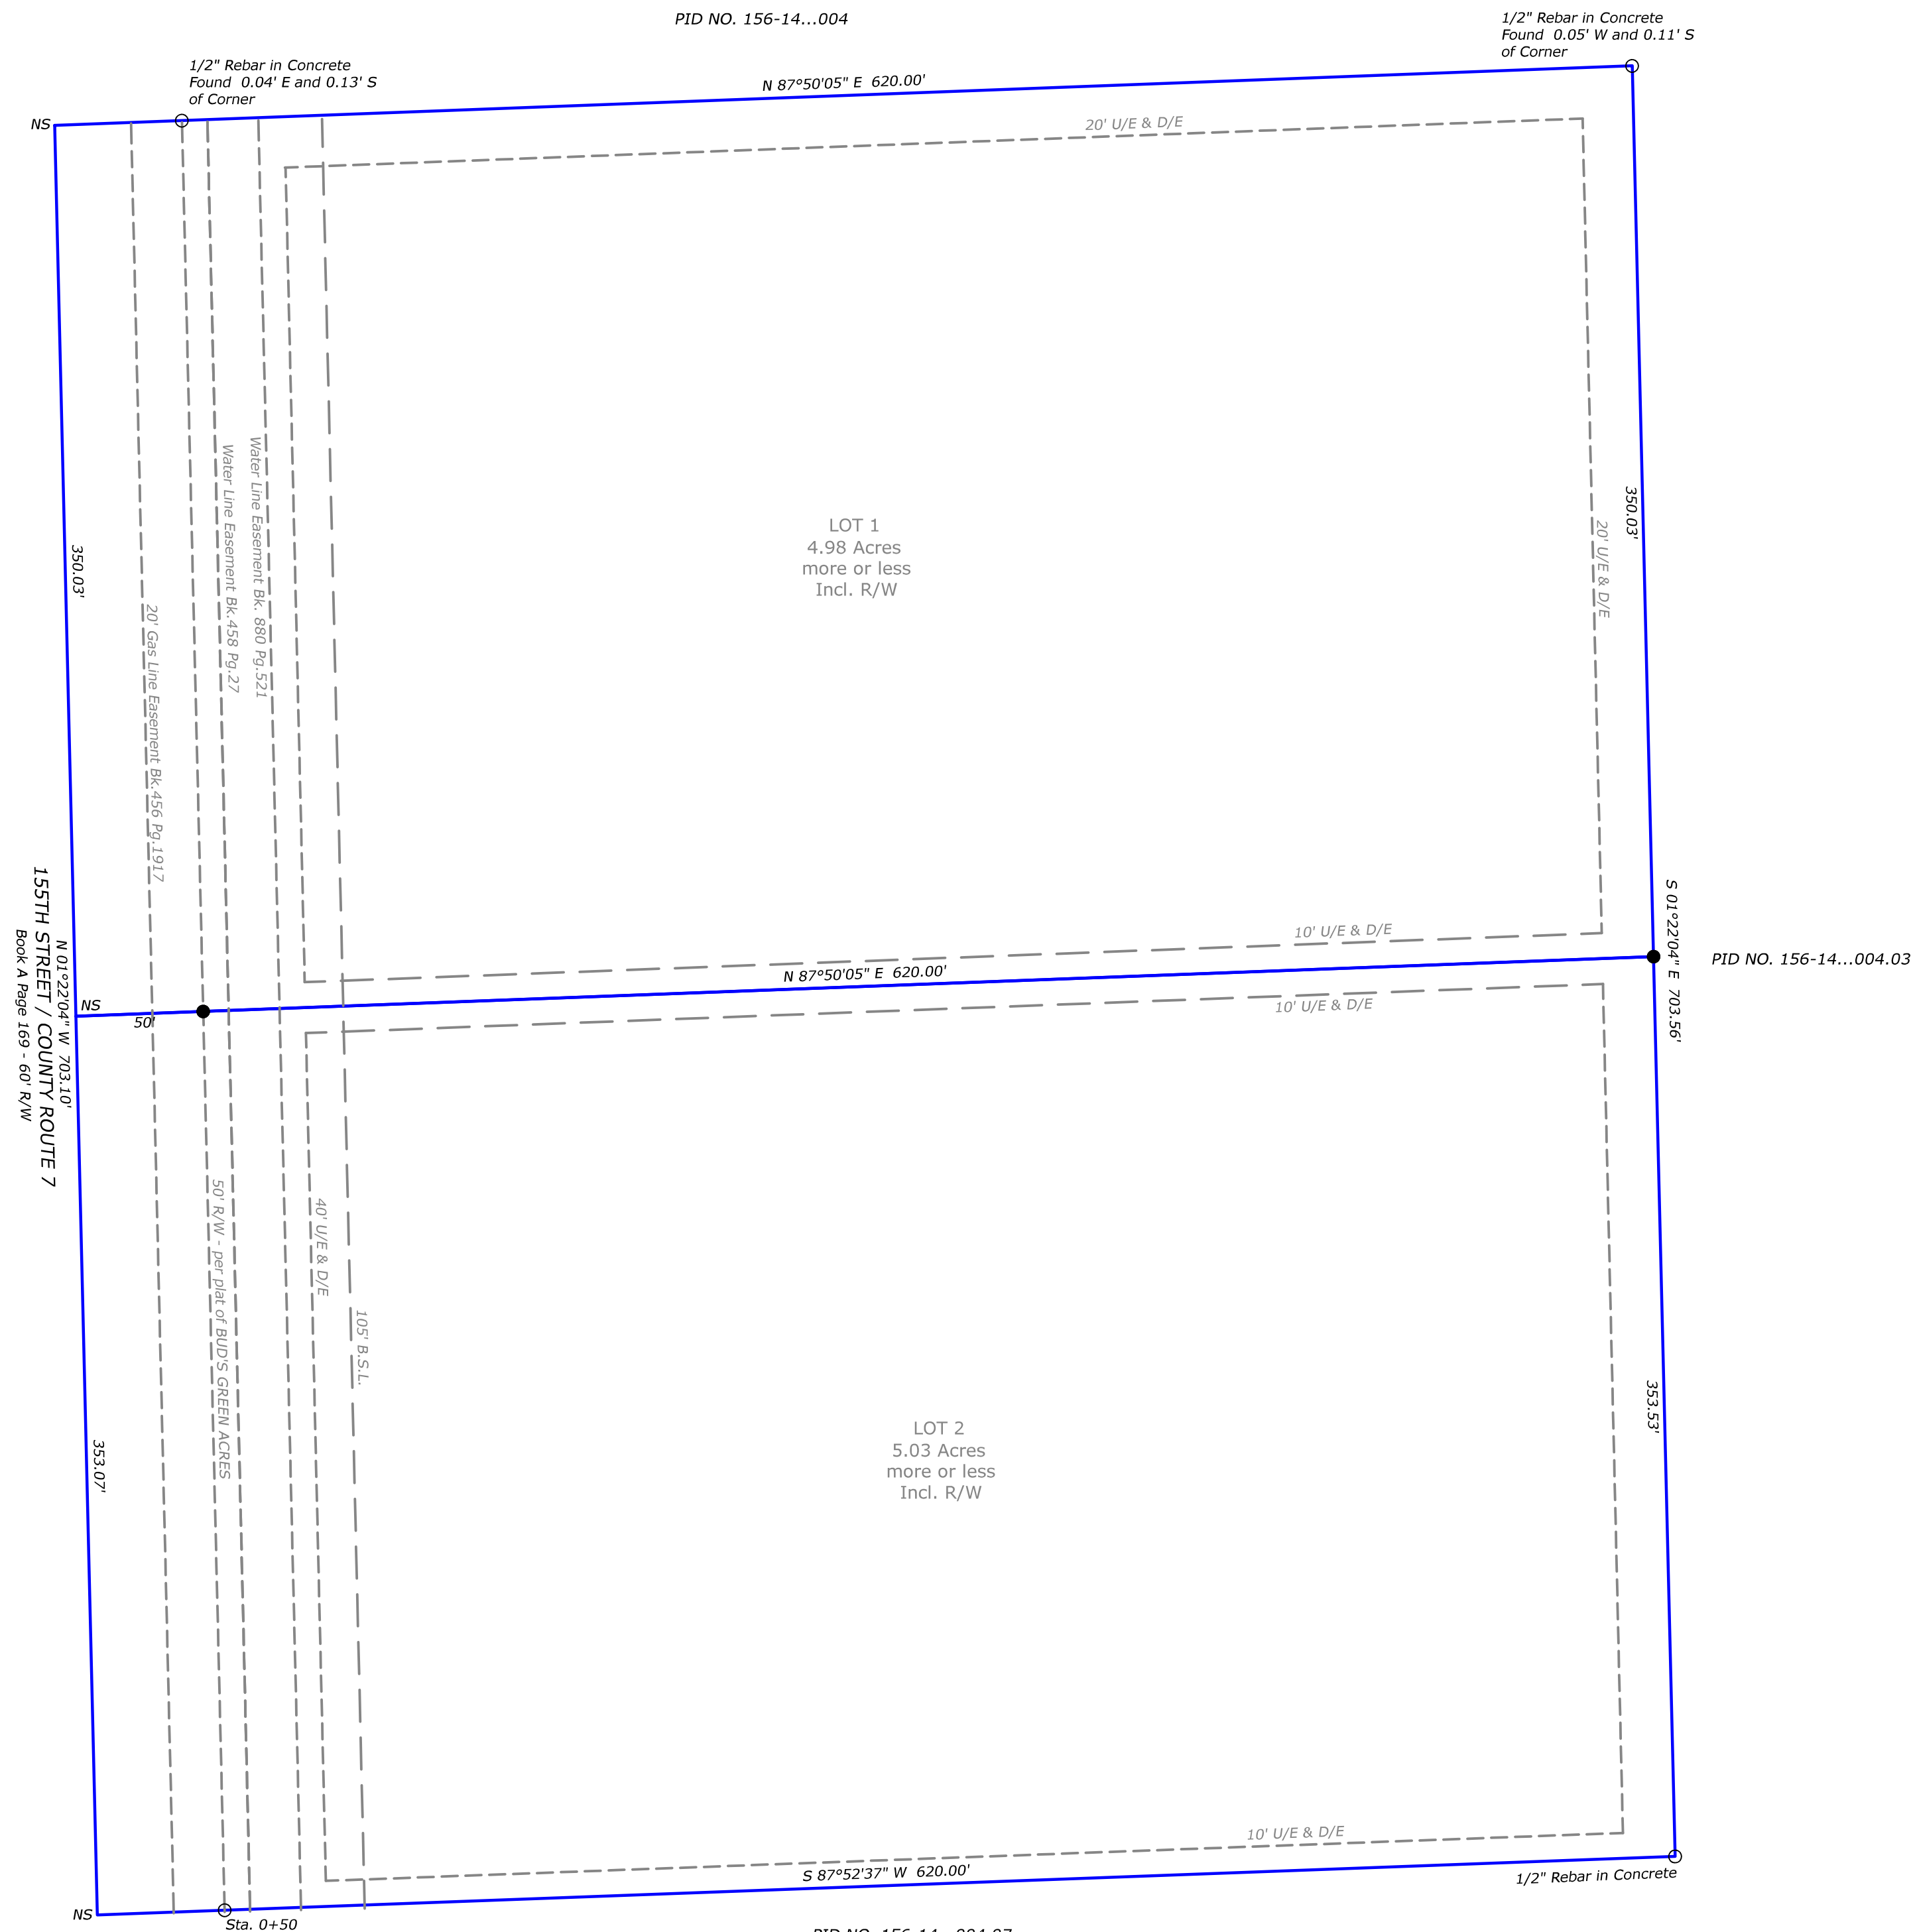 PID NO. 156-14...004
1/2" Rebar in Concrete
Found 0.05' W and 0.11' S
of Corner
1/2" Rebar in Concrete
Found 0.04' E and 0.13' S
of Corner
N 87°50'05" E 620.00'
NS
20' U/E & D/E
350.03'
20' Gas Line Easement Bk.456 Pg.1917
Water Line Easement Bk.458 Pg.27
Water Line Easement Bk. 880 Pg.521
LOT 1
4.98 Acres
more or less
Incl. R/W
20' U/E & D/E
350.03'
10' U/E & D/E
N 87°50'05" E 620.00'
NS
50'
10' U/E & D/E
S 01°22'04" E 703.56'
PID NO. 156-14...004.03
N 01°22'04" W 703.10'
155TH STREET / COUNTY ROUTE 7
Book A Page 169 - 60' R/W
50' R/W - per plat of BUD'S GREEN ACRES
40' U/E & D/E
105' B.S.L.
353.07'
LOT 2
5.03 Acres
more or less
Incl. R/W
353.53'
10' U/E & D/E
S 87°52'37" W 620.00'
1/2" Rebar in Concrete
NS
Sta. 0+50